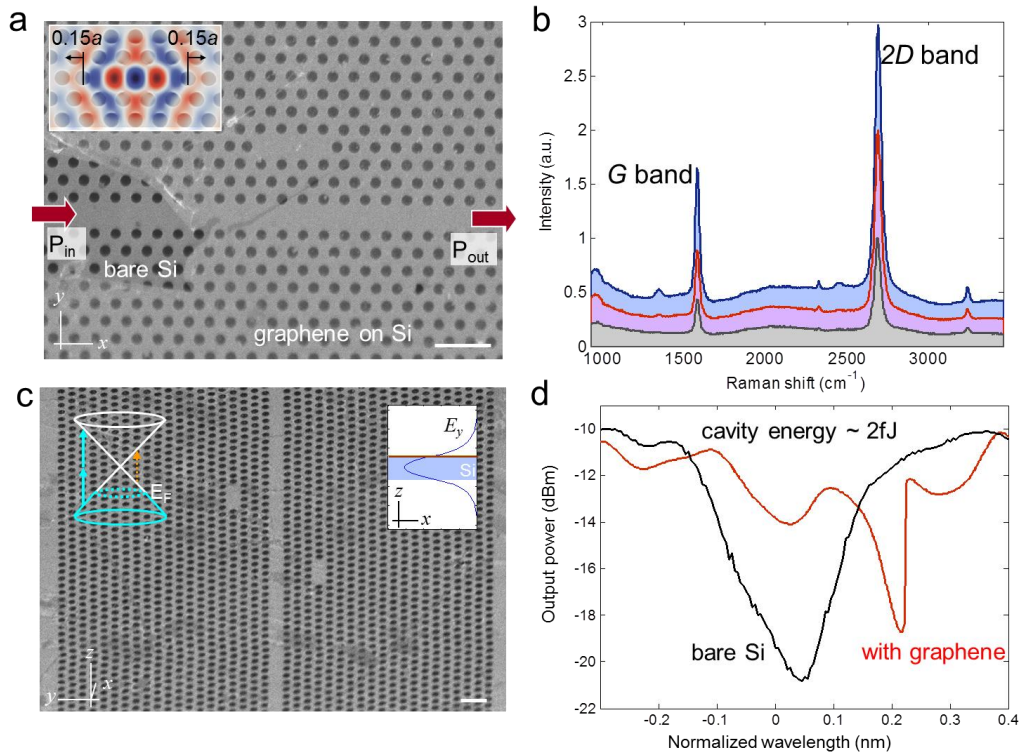 a
0.15a
0.15a
P_in
P_out
bare Si
graphene on Si
y
x
b
3
2.5
2
1.5
1
0.5
0
Intensity (a.u.)
2D band
G band
1000
1500
2000
2500
3000
Raman shift (cm⁻¹)
c
E_F
E_y
Si
z
x
z
x
y
d
-10
-12
-14
-16
-18
-20
-22
Output power (dBm)
cavity energy ~ 2fJ
bare Si
with graphene
-0.2
-0.1
0
0.1
0.2
0.3
0.4
Normalized wavelength (nm)